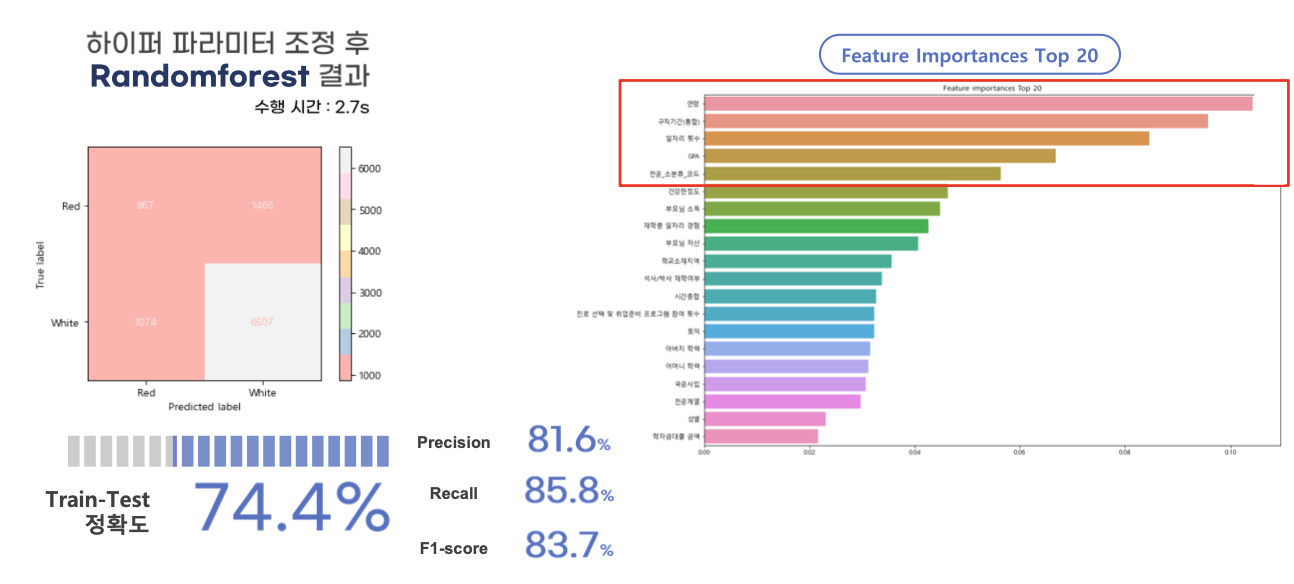 하이퍼 파라미터 조정 후
Randomforest 결과
수행 시간 : 2.7s
True label
Red
White
867
1466
1074
6507
Red
White
Predicted label
6000
5000
4000
3000
2000
1000
Train-Test
정확도
74.4%
Precision
81.6%
Recall
85.8%
F1-score
83.7%
Feature Importances Top 20
Feature importances Top 20
연령
구직기간(통합)
일자리 횟수
GPA
전공_소분류_코드
건강한정도
부모님 소득
재학중 일자리 경험
부모님 자산
학교소재지역
석사/박사 재학여부
시간종합
진로 선택 및 취업준비 프로그램 참여 횟수
토익
아버지 학력
어머니 학력
국공사립
전공계열
성별
학자금대출 금액
0.00
0.02
0.04
0.06
0.08
0.10